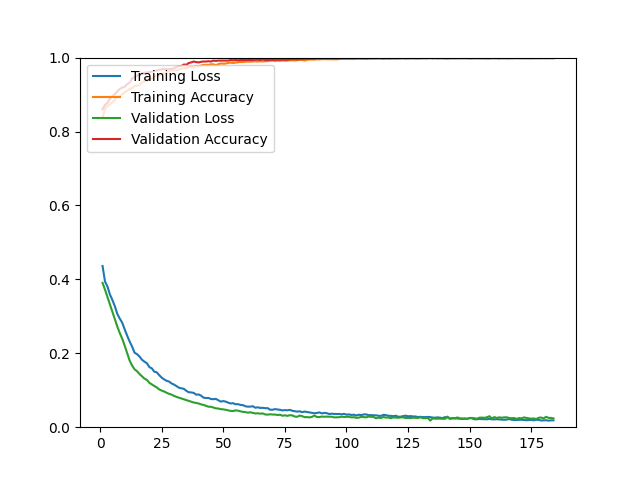 1.0
0.8
0.6
0.4
0.2
0.0
Training Loss
Training Accuracy
Validation Loss
Validation Accuracy
0 25 50 75 100 125 150 175